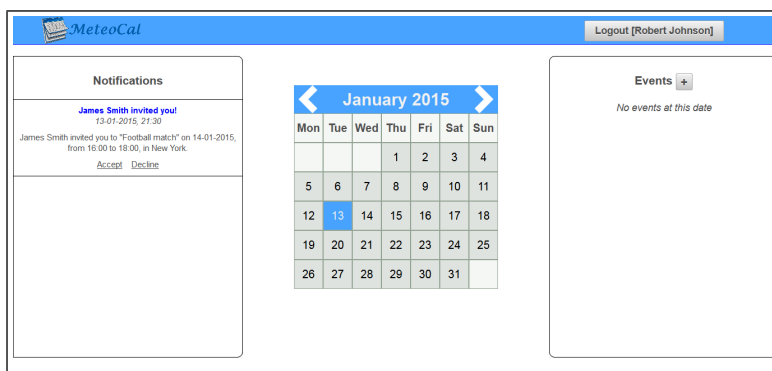 MeteoCal
Logout [Robert Johnson]
Notifications
James Smith invited you!
13-01-2015, 21:30
James Smith invited you to "Football match" on 14-01-2015,
from 16:00 to 18:00, in New York.
Accept Decline
January 2015
Mon Tue Wed Thu Fri Sat Sun
1 2 3 4
5 6 7 8 9 10 11
12 13 14 15 16 17 18
19 20 21 22 23 24 25
26 27 28 29 30 31
Events +
No events at this date